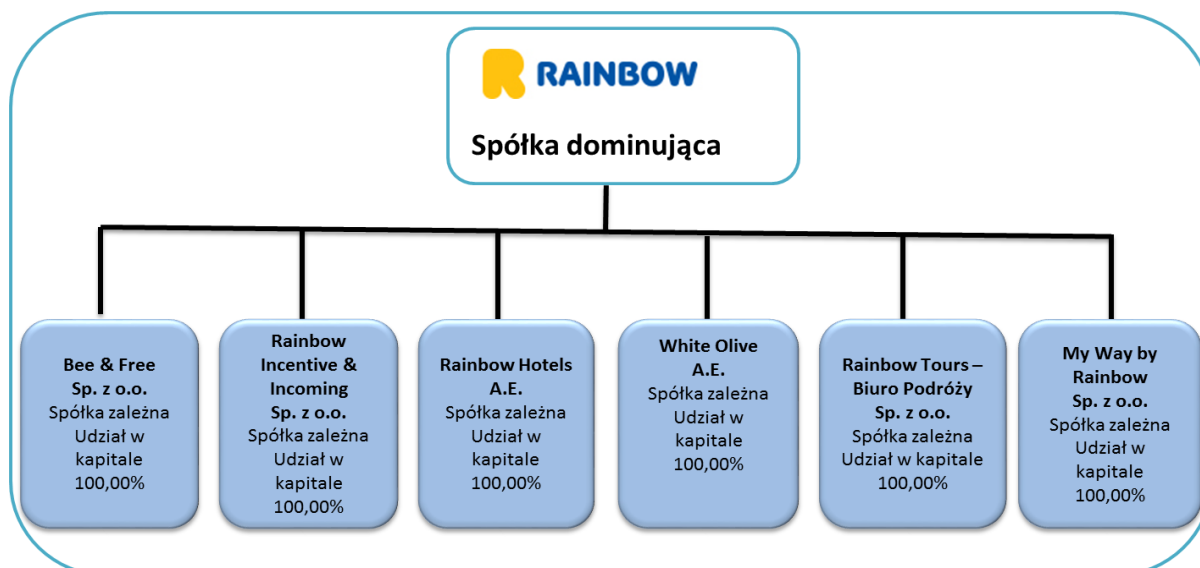 RAINBOW
Spółka dominująca
Bee & Free
Sp. z o.o.
Spółka zależna
Udział w
kapitale
100,00%
Rainbow
Incentive &
Incoming
Sp. z o.o.
Spółka zależna
Udział w
kapitale
100,00%
Rainbow Hotels
A.E.
Spółka zależna
Udział w
kapitale
100,00%
White Olive
A.E.
Spółka zależna
Udział w
kapitale
100,00%
Rainbow Tours –
Biuro Podróży
Sp. z o.o.
Spółka zależna
Udział w kapitale
100,00%
My Way by
Rainbow
Sp. z o.o.
Spółka zależna
Udział w
kapitale
100,00%